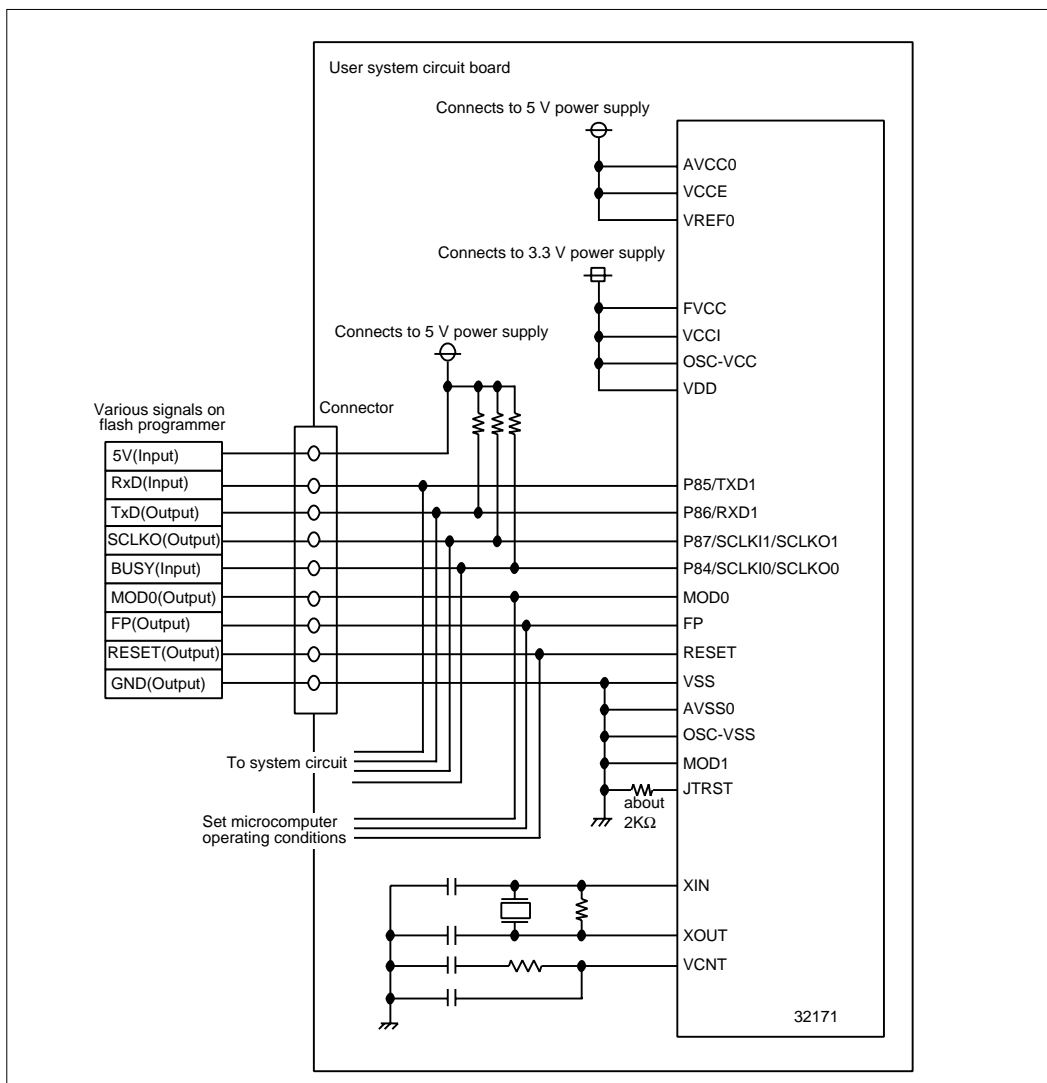 User system circuit board
Connects to 5 V power supply
AVCC0
VCCE
VREF0
Connects to 3.3 V power supply
FVCC
VCCI
OSC-VCC
VDD
Connects to 5 V power supply
Various signals on
flash programmer
Connector
5V(Input)
RxD(Input)
P85/TXD1
TxD(Output)
P86/RXD1
SCLKO(Output)
P87/SCLKI1/SCLKO1
BUSY(Input)
P84/SCLKI0/SCLKO0
MOD0(Output)
MOD0
FP(Output)
FP
RESET(Output)
RESET
GND(Output)
VSS
AVSS0
OSC-VSS
To system circuit
MOD1
JTRST
about
2KΩ
Set microcomputer
operating conditions
XIN
XOUT
VCNT
32171